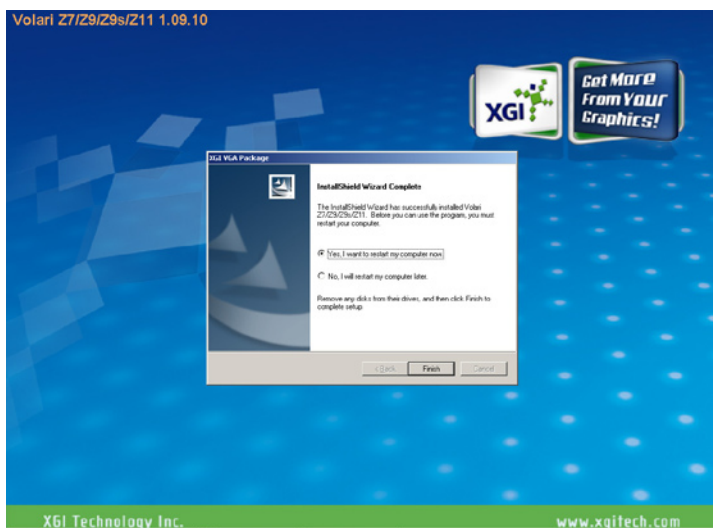 Volari Z7/Z9/Z9s/Z11 1.09.10
XGI
Get More
From Your
Graphics!
XGI VGA Package
InstallShield Wizard Complete
The InstallShield Wizard has successfully installed Volari
Z7/Z9/Z9s/Z11. Before you can use the program, you must
restart your computer.
Yes, I want to restart my computer now.
No, I will restart my computer later.
Remove any disks from their drives, and then click Finish to
complete setup.
< Back
Finish
Cancel
XGI Technology Inc.
www.xgitech.com